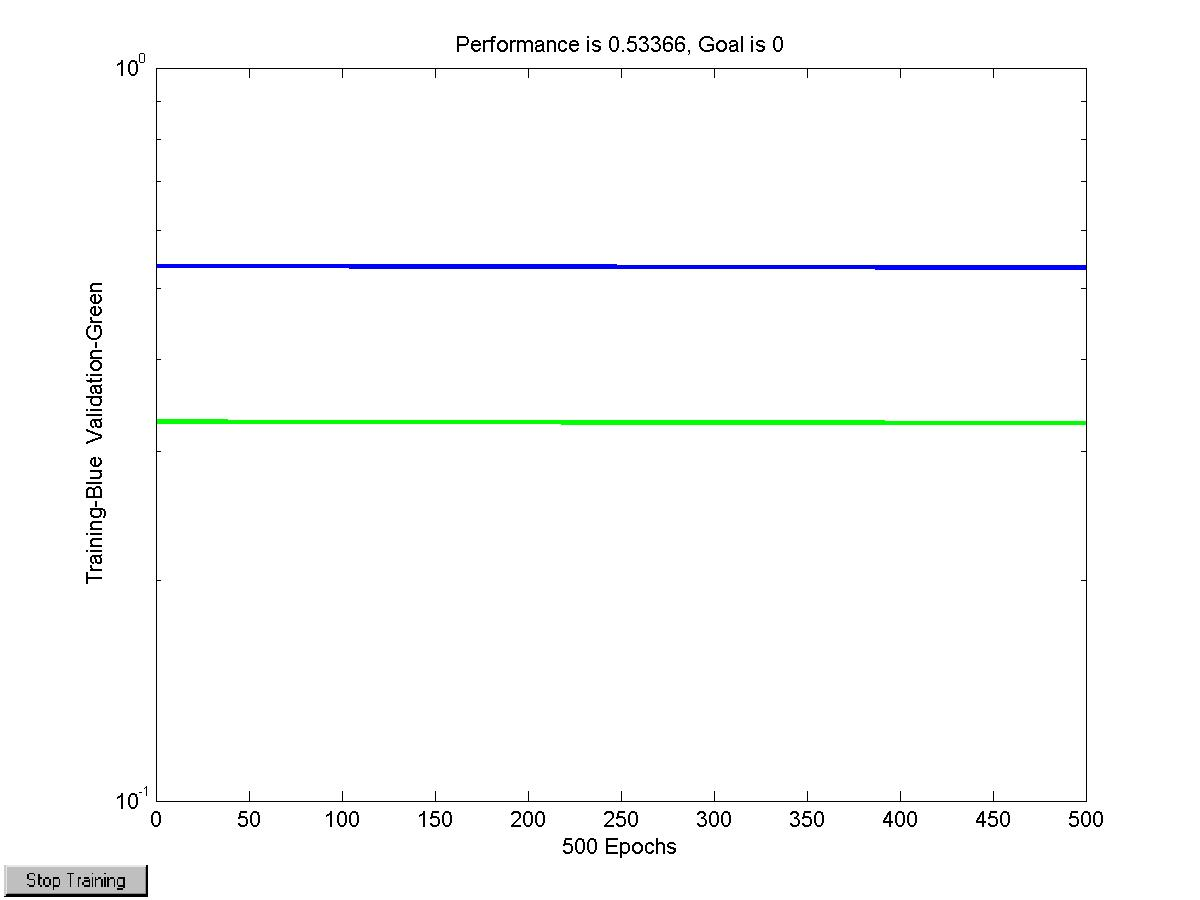 Performance is 0.53366, Goal is 0
10^0
Training-Blue  Validation-Green
10^-1
0 50 100 150 200 250 300 350 400 450 500
500 Epochs
Stop Training